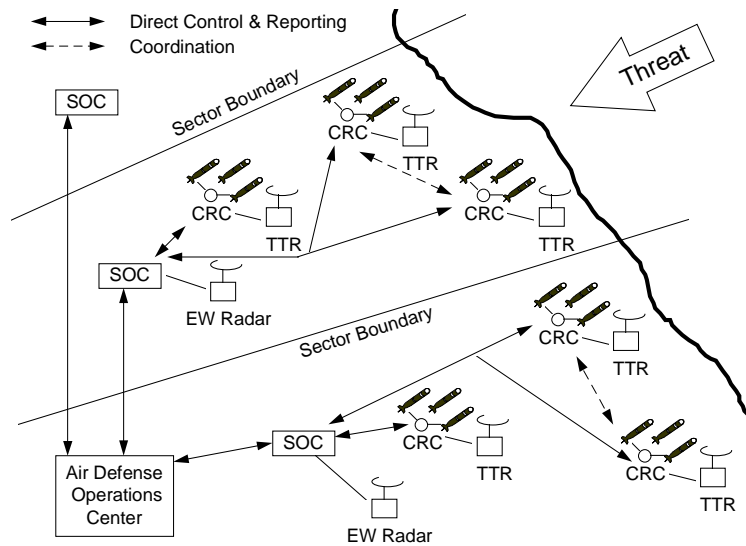 Direct Control & Reporting
Coordination
Threat
SOC
Sector Boundary
CRC
TTR
CRC
TTR
CRC
TTR
SOC
EW Radar
Sector Boundary
CRC
TTR
SOC
CRC
TTR
CRC
TTR
Air Defense
Operations
Center
EW Radar